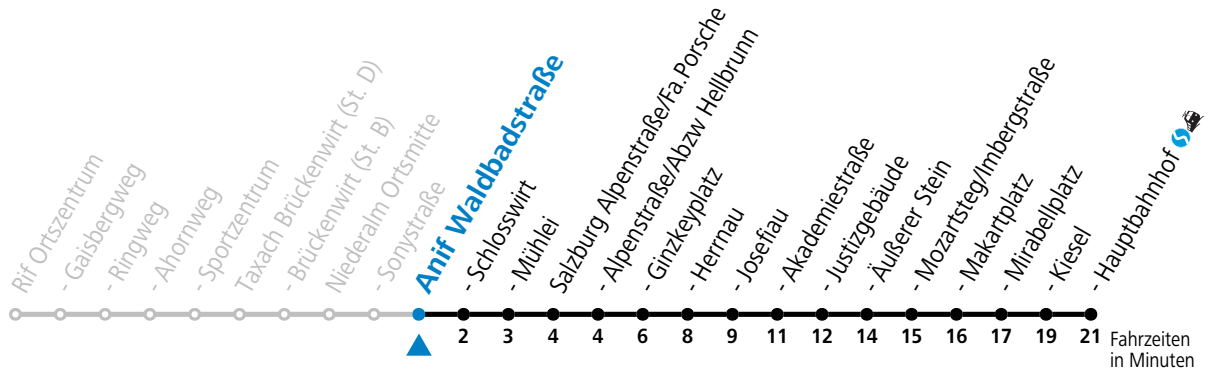 Rif Ortszentrum
- Gaisbergweg
- Ringweg
- Ahornweg
- Sportzentrum
Taxach Brückenwirt (St. D)
- Brückenwirt (St. B)
Niederalm Ortsmitte
- Sonystraße
Anif Waldbadstraße
- Schlosswirt
- Mühlei
Salzburg Alpenstraße/Fa. Porsche
- Alpenstraße/Abzw Hellbrunn
- Ginzkeyplatz
- Herrnau
- Josefiau
- Akademiestraße
- Justizgebäude
- Äußerer Stein
- Mozartsteg/Imbergstraße
- Makartplatz
- Mirabellplatz
- Kiesel
- Hauptbahnhof
2 3 4 4 6 8 9 11 12 14 15 16 17 19 21 Fahrzeiten
in Minuten